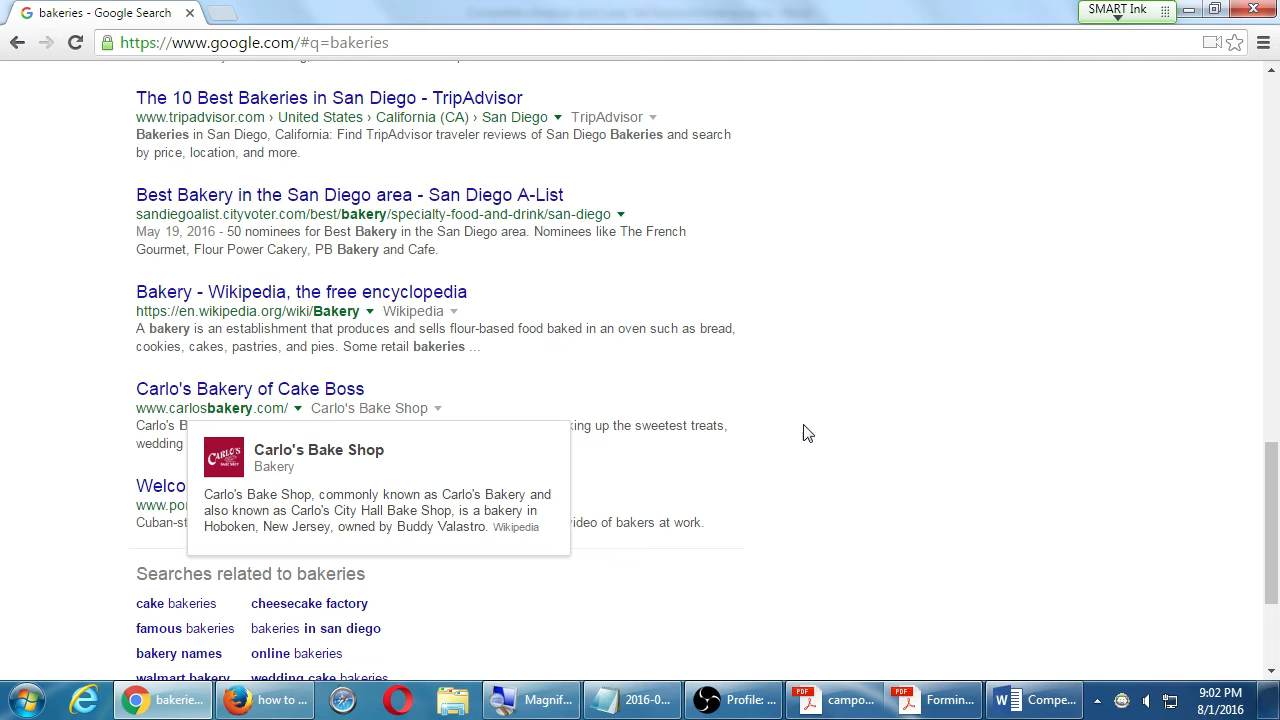 bakeries - Google Search
SMART Ink
https://www.google.com/#q=bakeries
The 10 Best Bakeries in San Diego - TripAdvisor
www.tripadvisor.com › United States › California (CA) › San Diego TripAdvisor
Bakeries in San Diego, California: Find TripAdvisor traveler reviews of San Diego Bakeries and search
by price, location, and more.
Best Bakery in the San Diego area - San Diego A-List
sandiegoalist.cityvoter.com/best/bakery/specialty-food-and-drink/san-diego
May 19, 2016 - 50 nominees for Best Bakery in the San Diego area. Nominees like The French
Gourmet, Flour Power Cakery, PB Bakery and Cafe.
Bakery - Wikipedia, the free encyclopedia
https://en.wikipedia.org/wiki/Bakery Wikipedia
A bakery is an establishment that produces and sells flour-based food baked in an oven such as bread,
cookies, cakes, pastries, and pies. Some retail bakeries ...
Carlo's Bakery of Cake Boss
www.carlosbakery.com/ Carlo's Bake Shop
Carlo's B king up the sweetest treats,
wedding
CARLO'S
BAKE SHOP
Carlo's Bake Shop
Bakery
Carlo's Bake Shop, commonly known as Carlo's Bakery and
also known as Carlo's City Hall Bake Shop, is a bakery in
Hoboken, New Jersey, owned by Buddy Valastro. Wikipedia
Welco
www.po
Cuban-st ideo of bakers at work.
Searches related to bakeries
cake bakeries cheesecake factory
famous bakeries bakeries in san diego
bakery names online bakeries
walmart bakery wedding cake bakeries
bakerie... how to ... Magnif... 2016-0... Profile: ... campo... Formin... Compe...
9:02 PM
8/1/2016